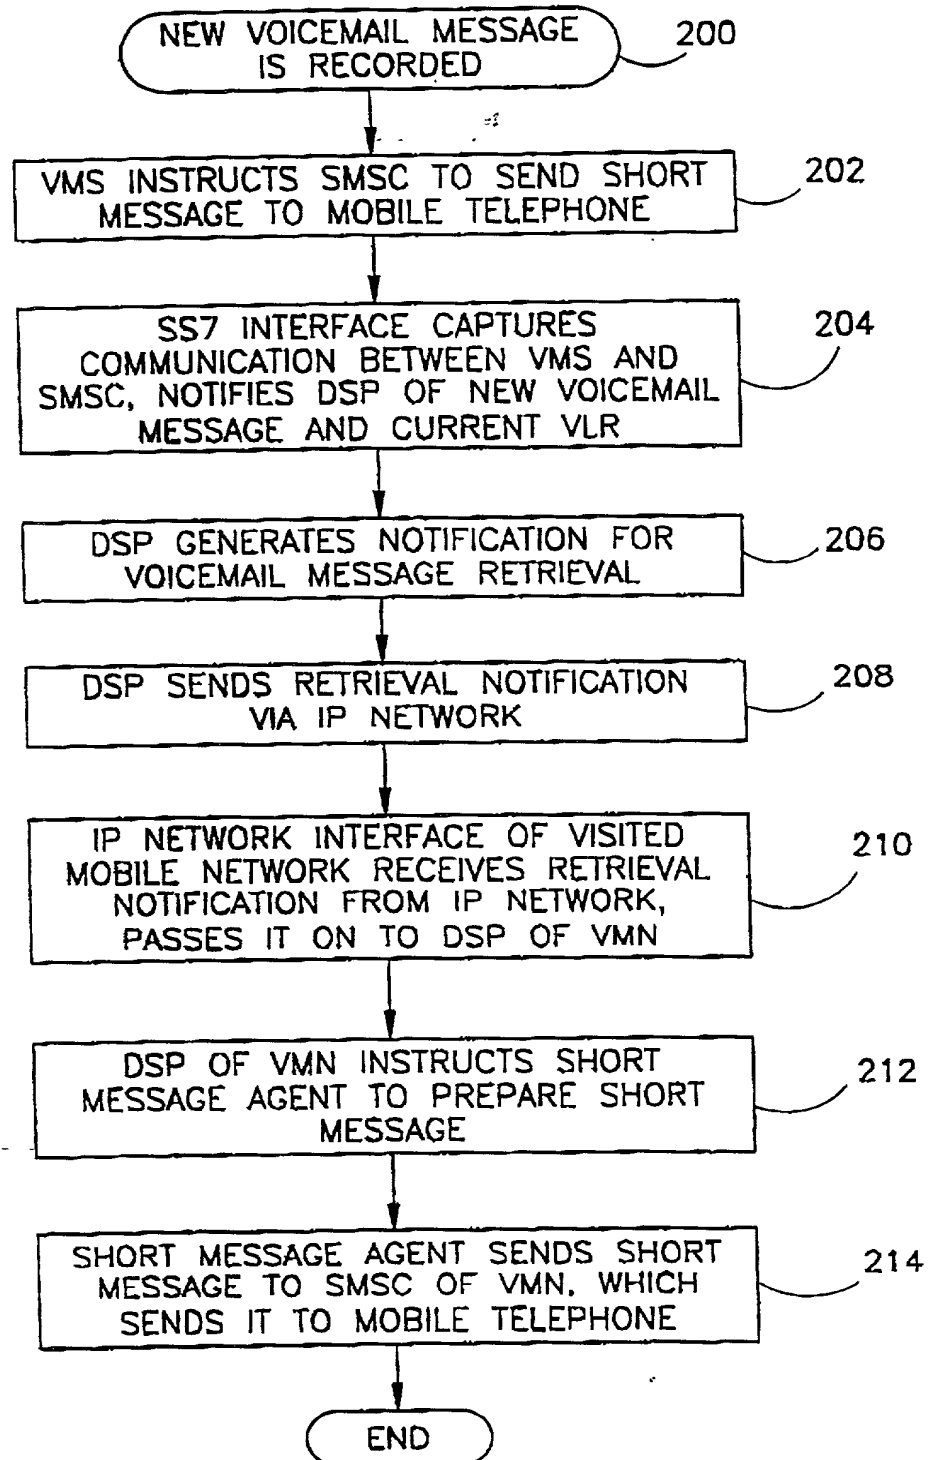 NEW VOICEMAIL MESSAGE
IS RECORDED
200
VMS INSTRUCTS SMSC TO SEND SHORT
MESSAGE TO MOBILE TELEPHONE
202
SS7 INTERFACE CAPTURES
COMMUNICATION BETWEEN VMS AND
SMSC, NOTIFIES DSP OF NEW VOICEMAIL
MESSAGE AND CURRENT VLR
204
DSP GENERATES NOTIFICATION FOR
VOICEMAIL MESSAGE RETRIEVAL
206
DSP SENDS RETRIEVAL NOTIFICATION
VIA IP NETWORK
208
IP NETWORK INTERFACE OF VISITED
MOBILE NETWORK RECEIVES RETRIEVAL
NOTIFICATION FROM IP NETWORK,
PASSES IT ON TO DSP OF VMN
210
DSP OF VMN INSTRUCTS SHORT
MESSAGE AGENT TO PREPARE SHORT
MESSAGE
212
SHORT MESSAGE AGENT SENDS SHORT
MESSAGE TO SMSC OF VMN, WHICH
SENDS IT TO MOBILE TELEPHONE
214
END